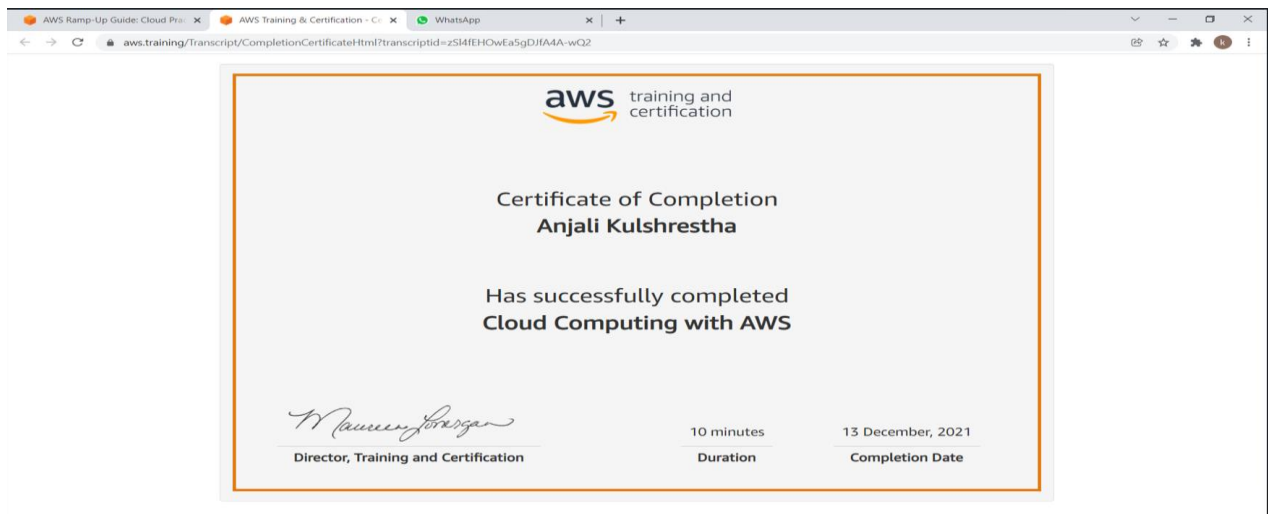 AWS Ramp-Up Guide: Cloud Prac
AWS Training & Certification - Ce
WhatsApp
aws.training/Transcript/CompletionCertificateHtml?transcriptid=zSl4fEHOwEa5gDJfA4A-wQ2
k
aws training and
certification
Certificate of Completion
Anjali Kulshrestha
Has successfully completed
Cloud Computing with AWS
Maureen Lonergan
10 minutes
13 December, 2021
Director, Training and Certification
Duration
Completion Date